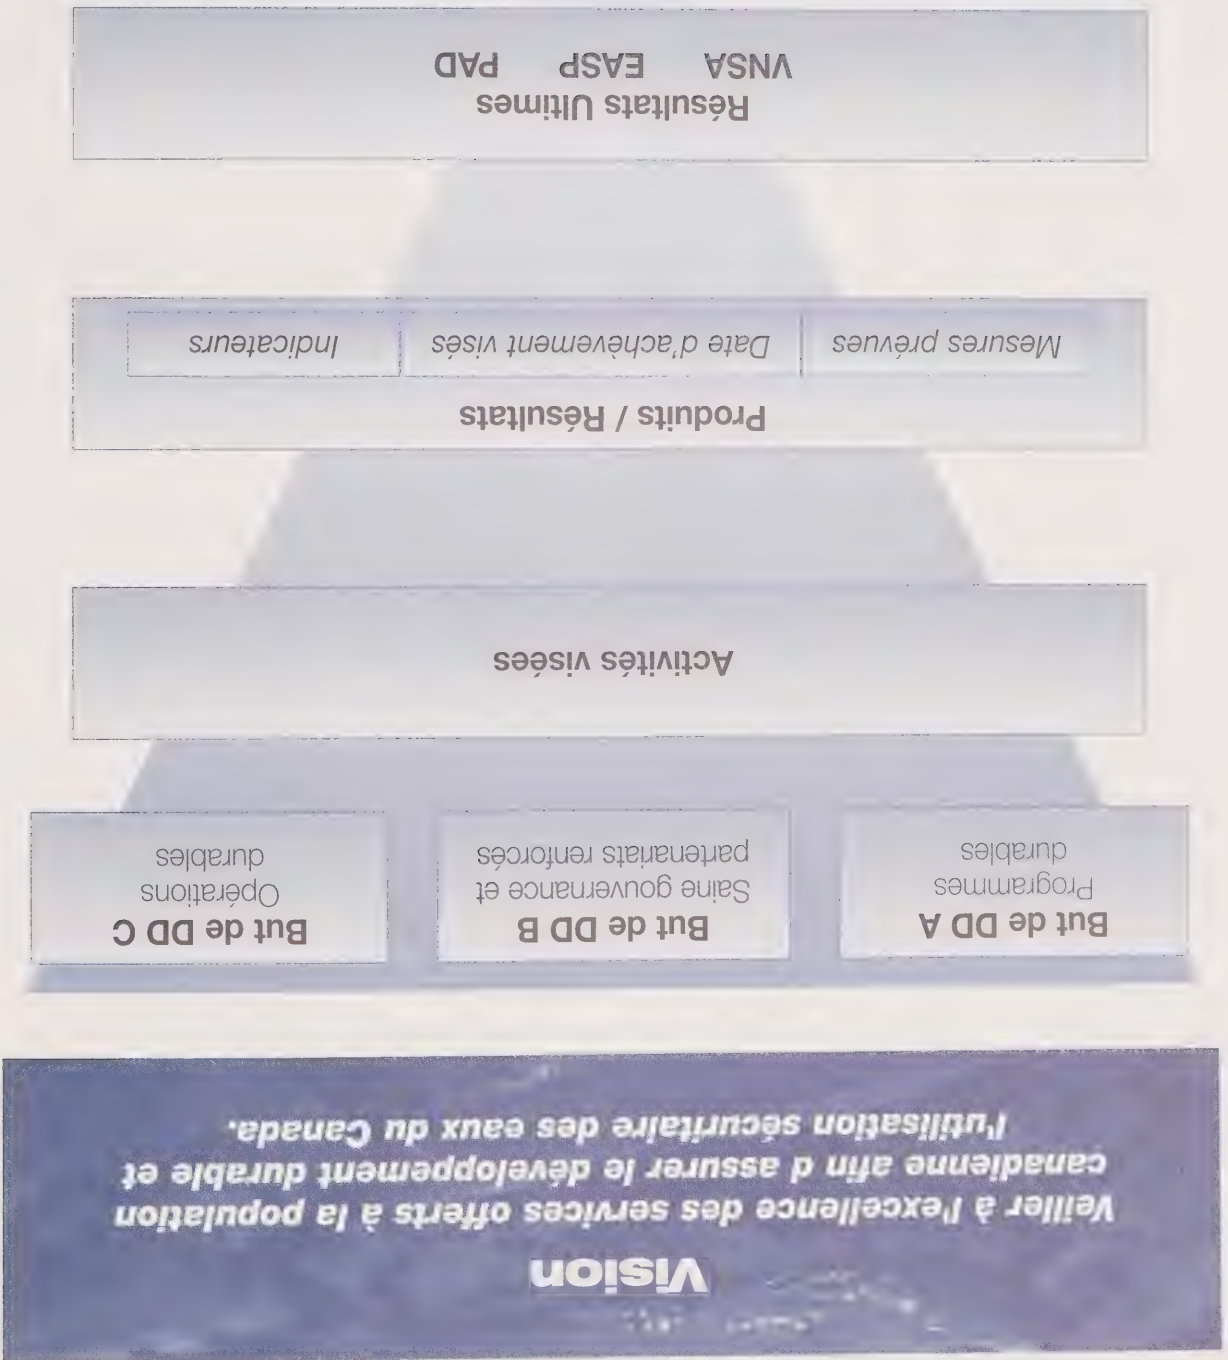 Vision
Veiller à l'excellence des services offerts à la population
canadienne afin d assurer le développement durable et
l'utilisation sécuritaire des eaux du Canada.
But de DD A
Programmes
durables
But de DD B
Saine gouvernance et
partenariats renforcés
But de DD C
Opérations
durables
Activités visées
Produits / Résultats
Mesures prévues
Date d'achèvement visés
Indicateurs
Résultats Ultimes
VNSA EASP PAD